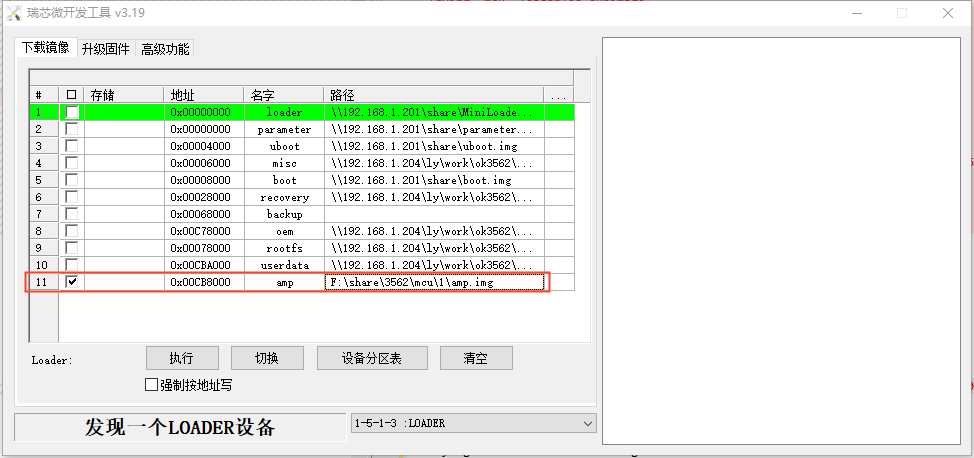 瑞芯微开发工具 v3.19
下载镜像 升级固件 高级功能
# 存储 地址 名字 路径 ...
1 0x00000000 loader \\192.168.1.201\share\MiniLoade...
2 0x00000000 parameter \\192.168.1.201\share\parameter...
3 0x00004000 uboot \\192.168.1.201\share\uboot.img
4 0x00006000 misc \\192.168.1.204\ly\work\ok3562\...
5 0x00008000 boot \\192.168.1.201\share\boot.img
6 0x00028000 recovery \\192.168.1.204\ly\work\ok3562\...
7 0x00068000 backup
8 0x00C78000 oem \\192.168.1.204\ly\work\ok3562\...
9 0x00078000 rootfs \\192.168.1.204\ly\work\ok3562\...
10 0x00CBA000 userdata \\192.168.1.204\ly\work\ok3562\...
11 0x00CB8000 amp F:\share\3562\mcu\1\amp.img
Loader: 执行 切换 设备分区表 清空
强制按地址写
发现一个LOADER设备 1-5-1-3 :LOADER